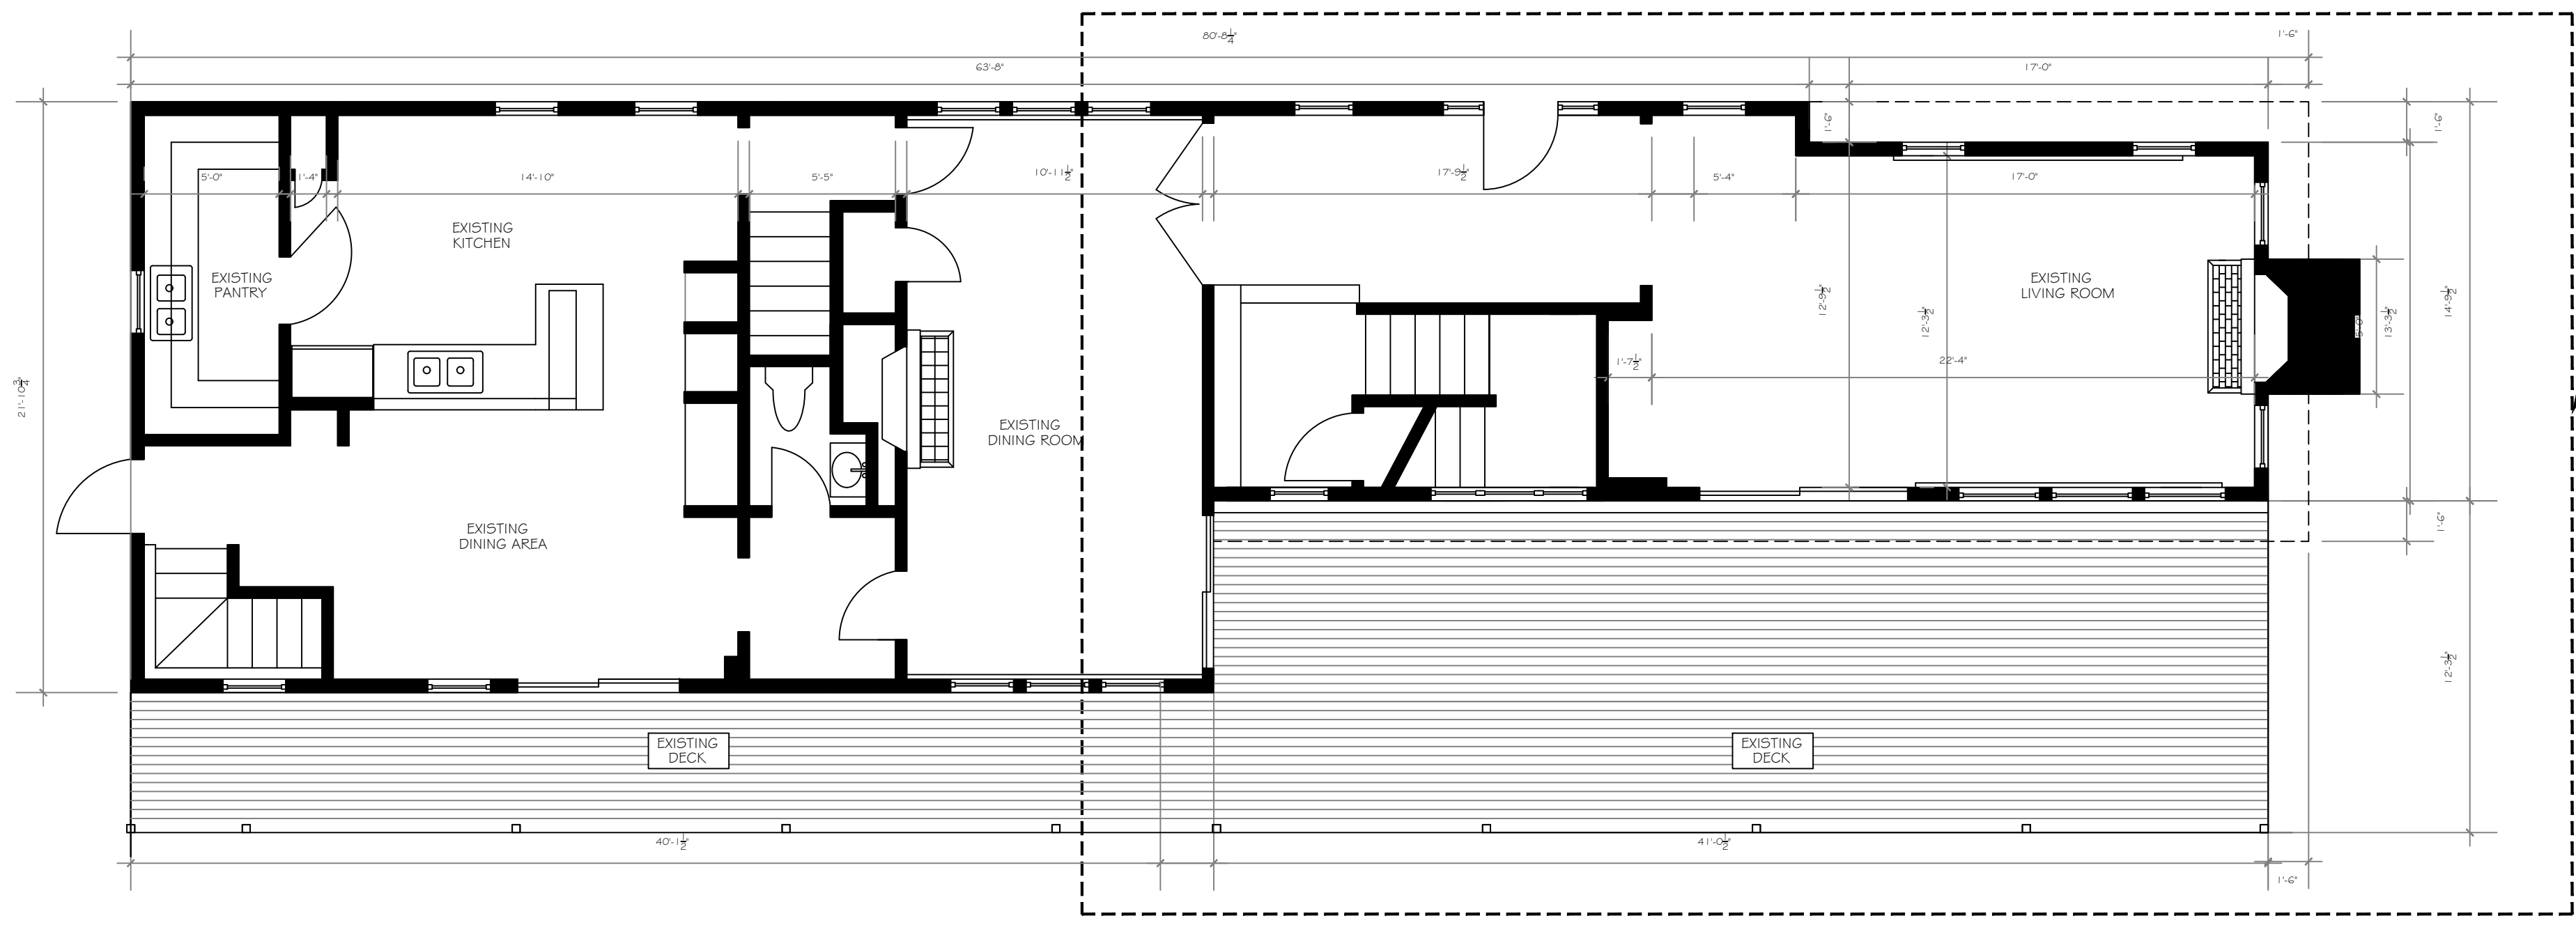 80'-8 1/4"
1'-6"
63'-8"
17'-0"
1'-6"
1'-6"
5'-0"
1'-4"
14'-10"
5'-5"
10'-11 1/2"
17'-9 1/2"
5'-4"
17'-0"
EXISTING
KITCHEN
EXISTING
PANTRY
EXISTING
LIVING ROOM
12'-9 1/2"
12'-3 1/2"
5'-0"
13'-3 1/2"
14'-9 1/2"
1'-7 1/2"
22'-4"
21'-10 3/4"
EXISTING
DINING ROOM
EXISTING
DINING AREA
1'-6"
12'-3 1/2"
EXISTING
DECK
EXISTING
DECK
40'-1 1/2"
41'-0 1/2"
1'-6"